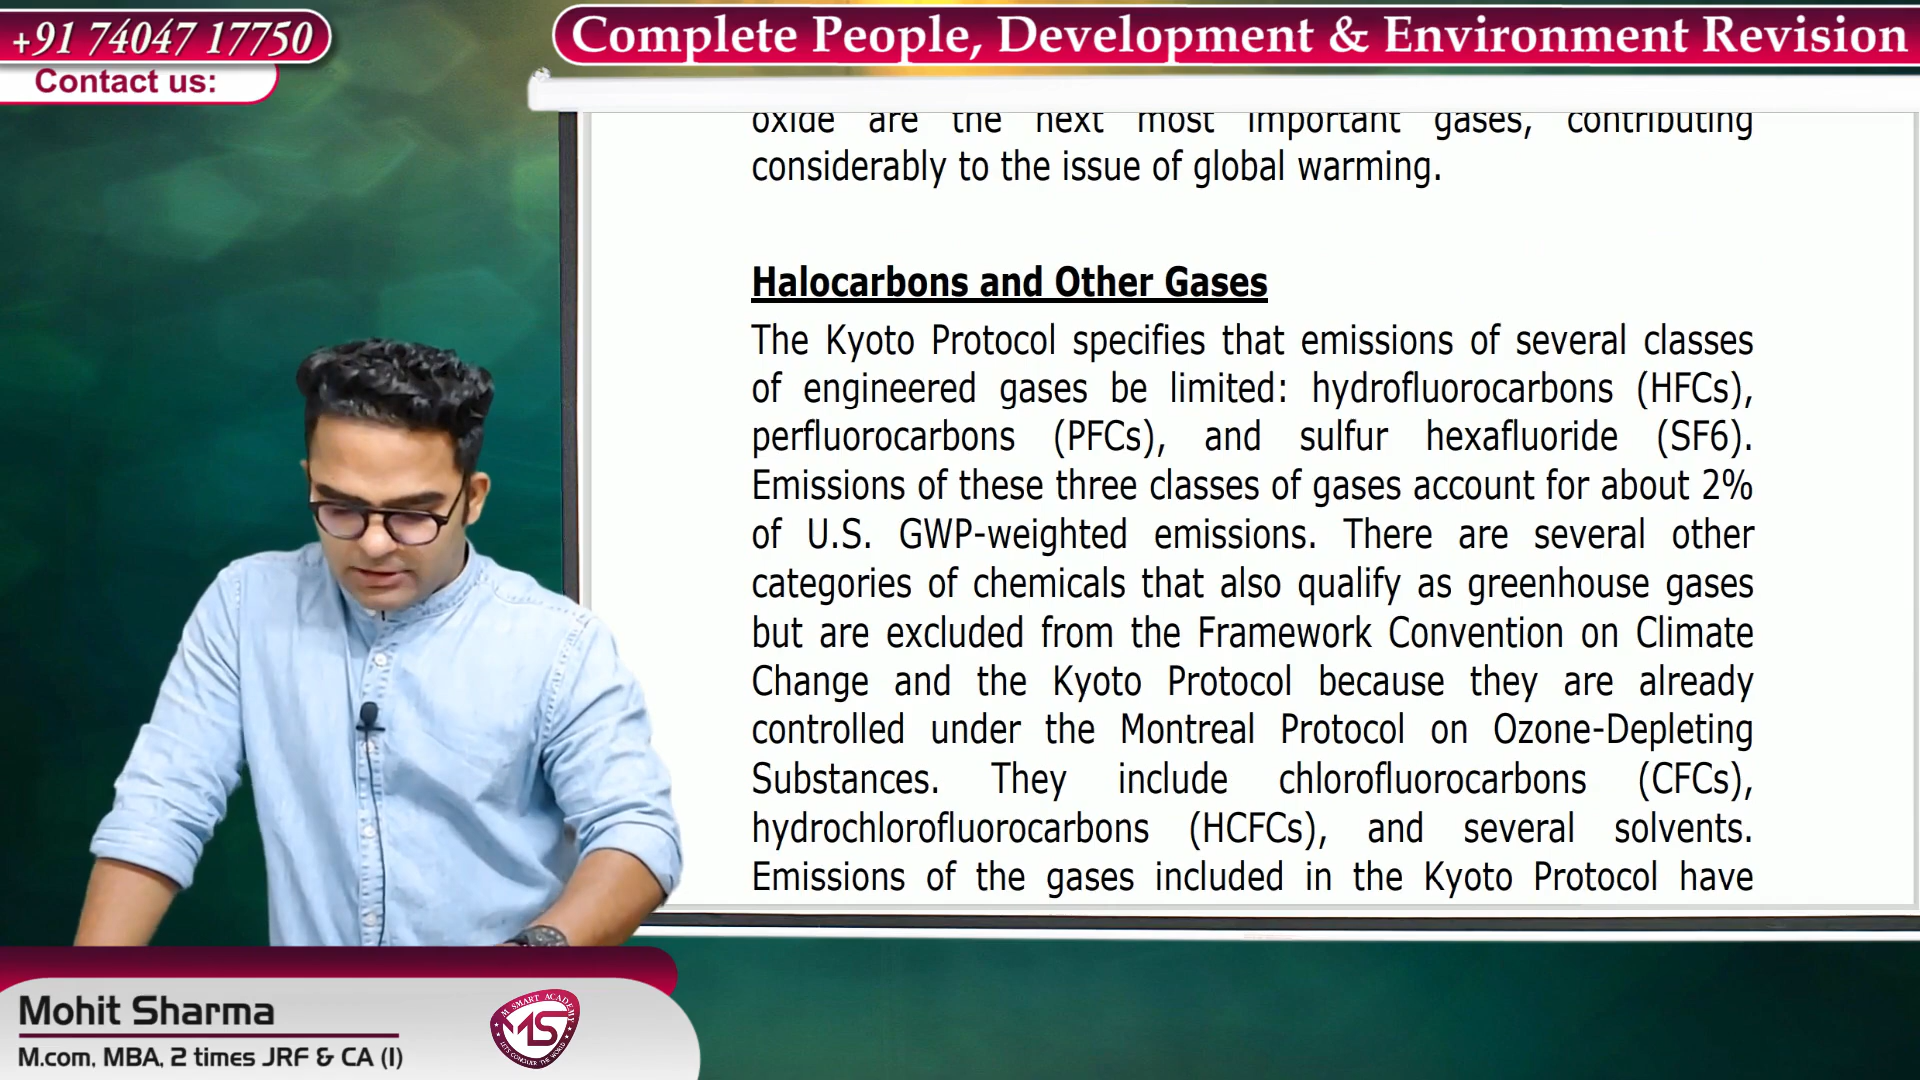 +91 74047 17750
Contact us:
Complete People, Development & Environment Revision
oxide are the next most important gases, contributing
considerably to the issue of global warming.
Halocarbons and Other Gases
The Kyoto Protocol specifies that emissions of several classes
of engineered gases be limited: hydrofluorocarbons (HFCs),
perfluorocarbons (PFCs), and sulfur hexafluoride (SF6).
Emissions of these three classes of gases account for about 2%
of U.S. GWP-weighted emissions. There are several other
categories of chemicals that also qualify as greenhouse gases
but are excluded from the Framework Convention on Climate
Change and the Kyoto Protocol because they are already
controlled under the Montreal Protocol on Ozone-Depleting
Substances. They include chlorofluorocarbons (CFCs),
hydrochlorofluorocarbons (HCFCs), and several solvents.
Emissions of the gases included in the Kyoto Protocol have
Mohit Sharma
M.com, MBA, 2 times JRF & CA (I)
M SMART ACADEMY
MS
LET'S CONQUER THE WORLD